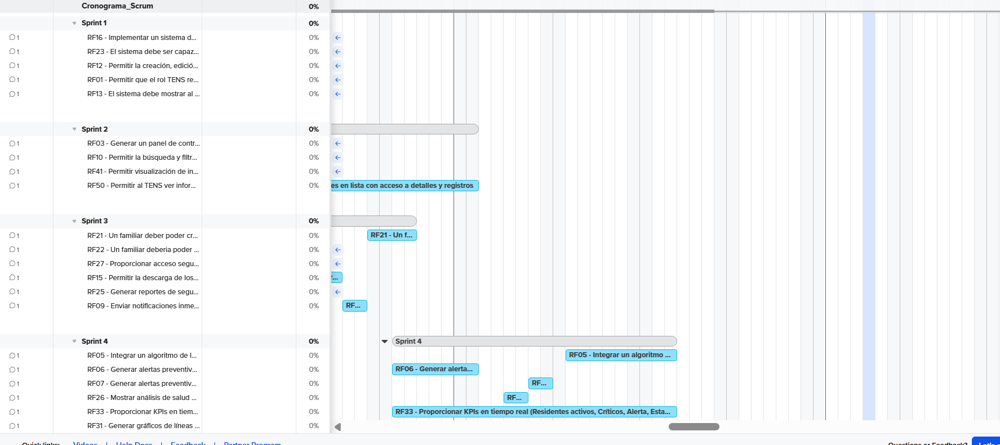 Cronograma_Scrum 0%
Sprint 1 0%
1 RF16 - Implementar un sistema d... 0%
1 RF23 - El sistema debe ser capaz... 0%
1 RF12 - Permitir la creación, edició... 0%
1 RF01 - Permitir que el rol TENS re... 0%
1 RF13 - El sistema debe mostrar al ... 0%
Sprint 2 0%
1 RF03 - Generar un panel de contr... 0%
1 RF10 - Permitir la búsqueda y filtr... 0%
1 RF41 - Permitir visualización de in... 0%
1 RF50 - Permitir al TENS ver infor... 0% es en lista con acceso a detalles y registros
Sprint 3 0%
1 RF21 - Un familiar deber poder cr... 0% RF21 - Un f...
1 RF22 - Un familiar deberia poder ... 0%
1 RF27 - Proporcionar acceso segu... 0%
1 RF15 - Permitir la descarga de los... 0% r...
1 RF25 - Generar reportes de segu... 0%
1 RF09 - Enviar notificaciones inme... 0% RF...
Sprint 4 0% Sprint 4
1 RF05 - Integrar un algoritmo de l... 0% RF05 - Integrar un algoritmo ...
1 RF06 - Generar alertas preventiv... 0% RF06 - Generar alerta...
1 RF07 - Generar alertas preventiv... 0% RF...
1 RF26 - Mostrar análisis de salud ... 0% RF...
1 RF33 - Proporcionar KPIs en tiem... 0% RF33 - Proporcionar KPIs en tiempo real (Residentes activos, Críticos, Alerta, Esta...
1 RF31 - Generar gráficos de líneas ... 0%
Quick links: Videos | Help Docs | Feedback | Partner Program Questions or Feedback? Let's